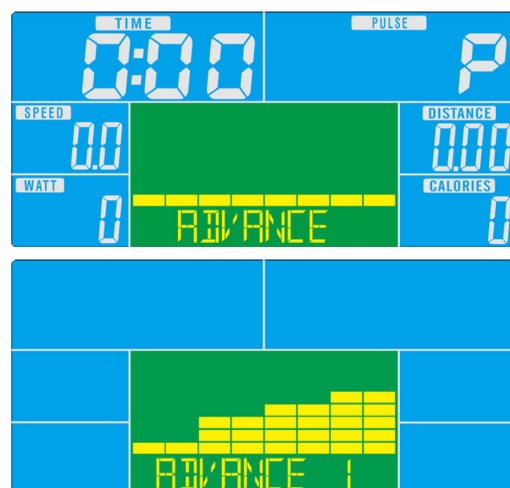 TIME PULSE
0:00 P
SPEED DISTANCE
0.0 0.00
WATT CALORIES
0 0
ADVANCE
ADVANCE 1